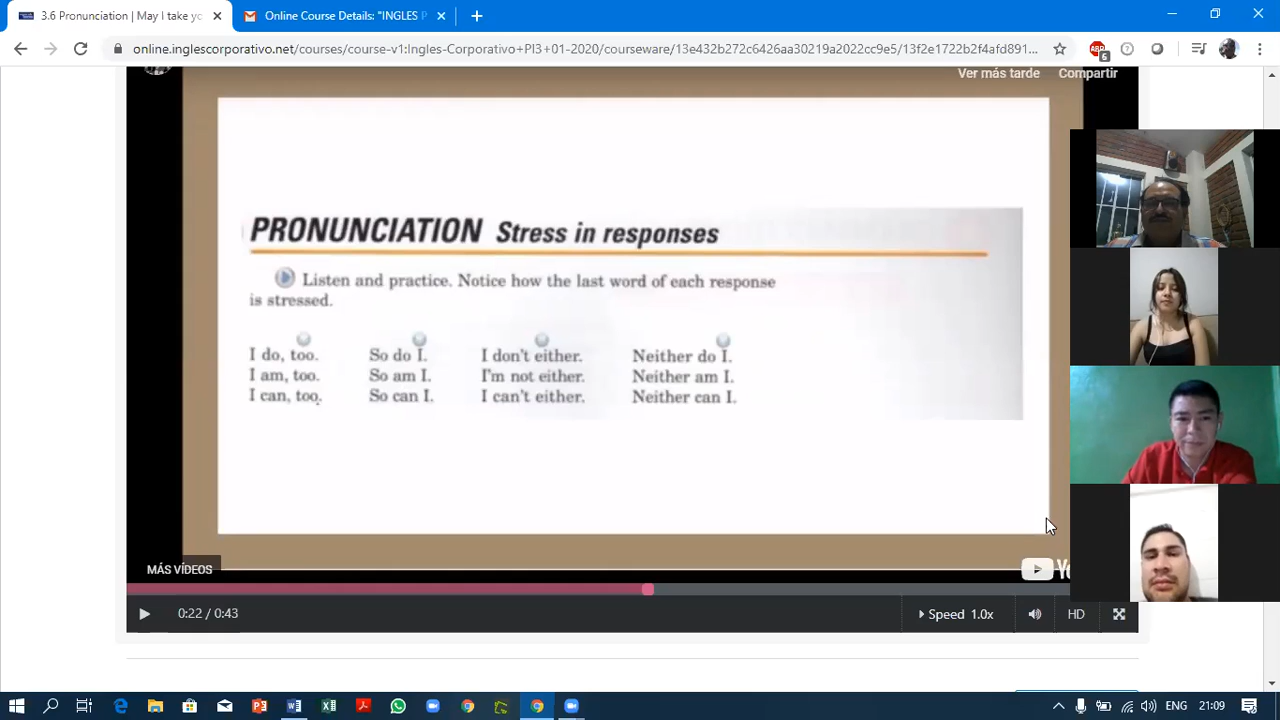 3.6 Pronunciation | May I take yo
Online Course Details: "INGLES P
online.inglescorporativo.net/courses/course-v1:Ingles-Corporativo+PI3+01-2020/courseware/13e432b272c6426aa30219a2022cc9e5/13f2e1722b2f4afd891...
6
Ver más tarde Compartir
PRONUNCIATION Stress in responses
Listen and practice. Notice how the last word of each response
is stressed.
I do, too. So do I. I don't either. Neither do I.
I am, too. So am I. I'm not either. Neither am I.
I can, too. So can I. I can't either. Neither can I.
MÁS VÍDEOS
0:22 / 0:43
Speed 1.0x
HD
ENG 21:09